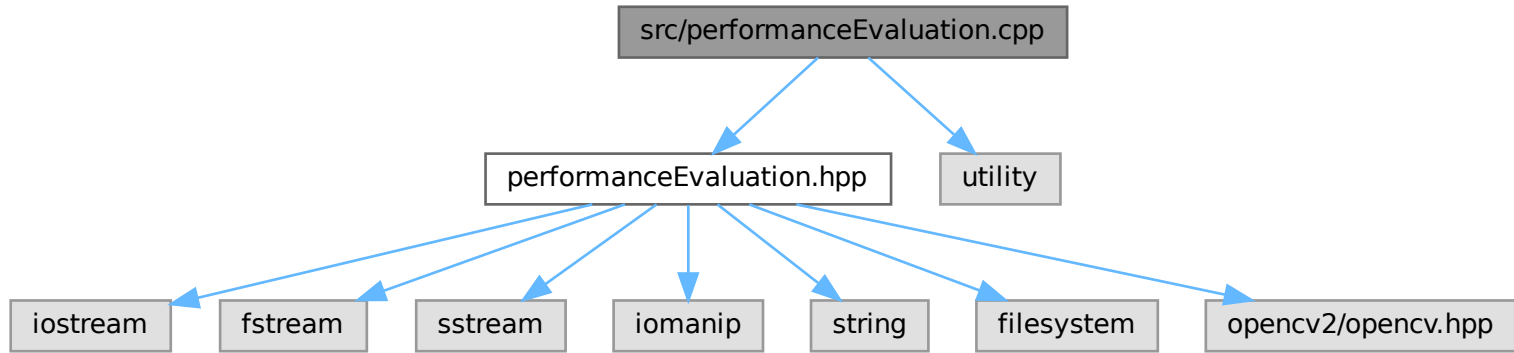 src/performanceEvaluation.cpp
performanceEvaluation.hpp
utility
iostream
fstream
sstream
iomanip
string
filesystem
opencv2/opencv.hpp